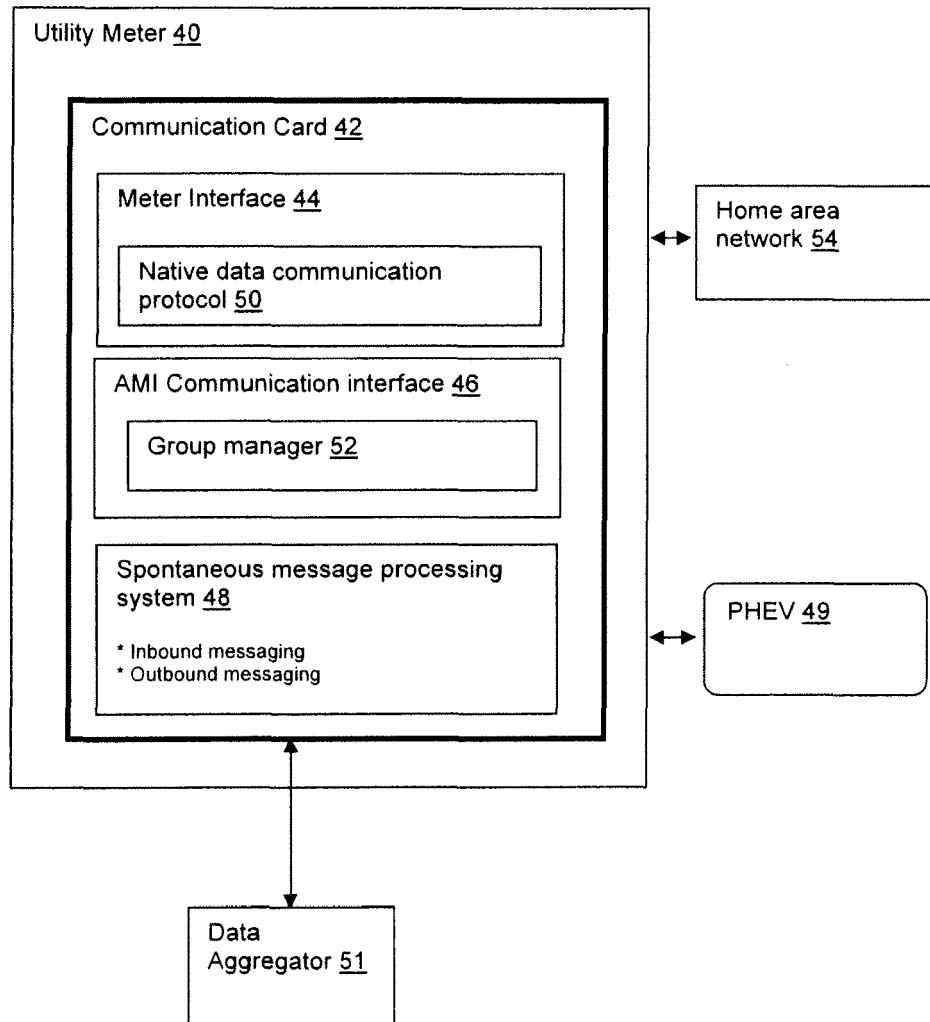 Utility Meter 40
Communication Card 42
Meter Interface 44
Native data communication
protocol 50
AMI Communication interface 46
Group manager 52
Spontaneous message processing
system 48
* Inbound messaging
* Outbound messaging
Home area
network 54
PHEV 49
Data
Aggregator 51